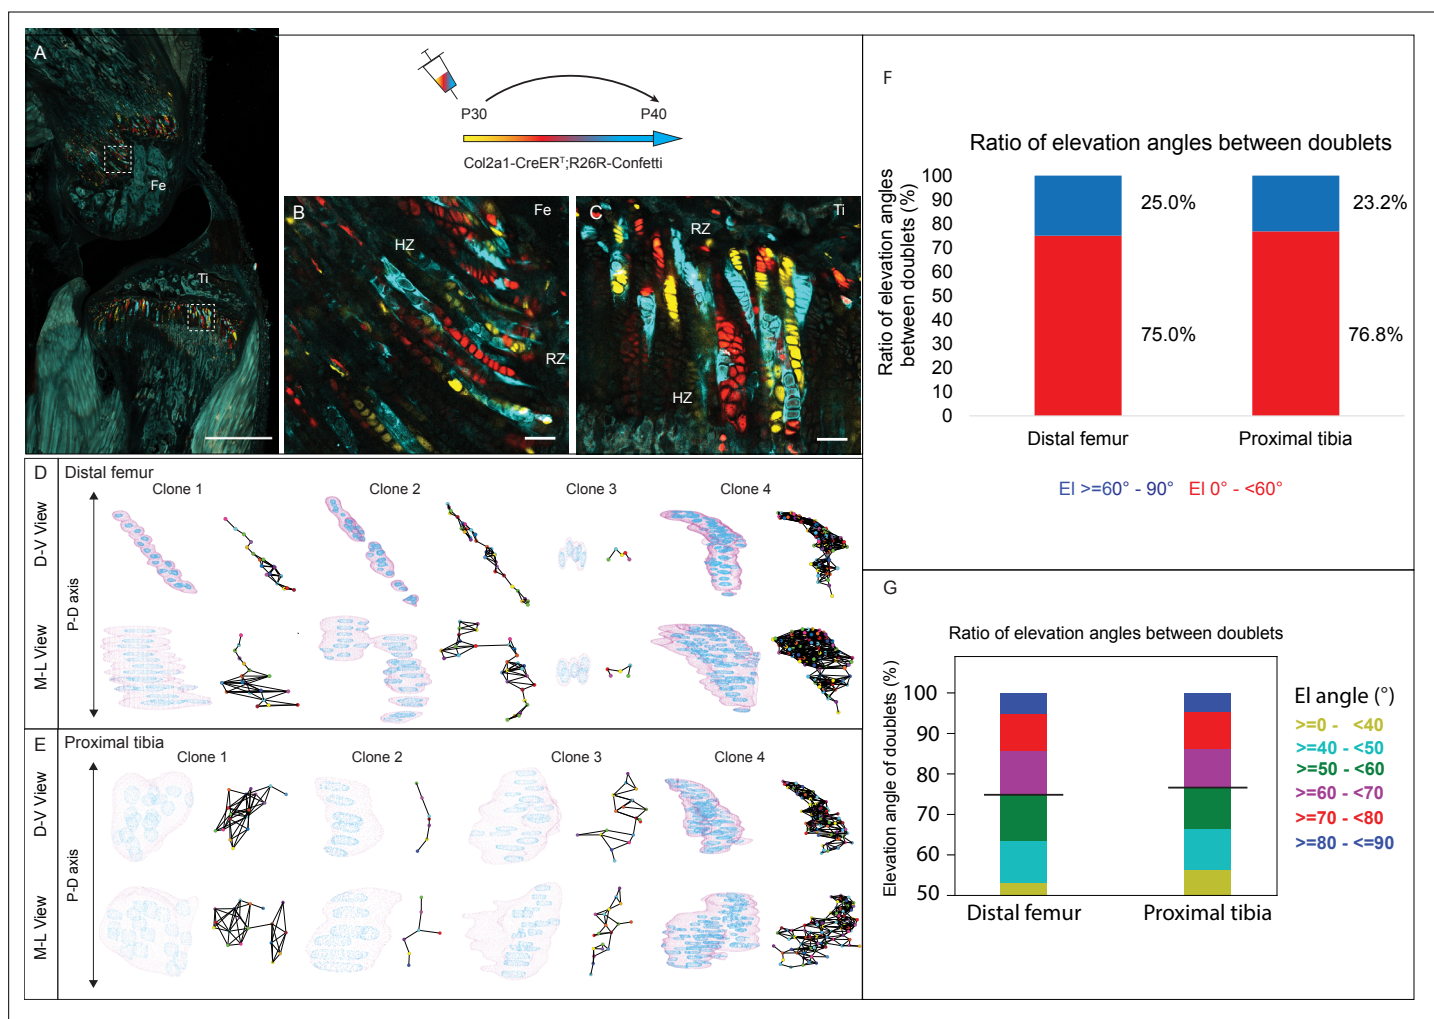 A
Fe
Ti
P30
P40
Col2a1-CreERᵀ;R26R-Confetti
B
Fe
HZ
RZ
C
Ti
RZ
HZ
D
Distal femur
Clone 1
Clone 2
Clone 3
Clone 4
D-V View
M-L View
P-D axis
E
Proximal tibia
Clone 1
Clone 2
Clone 3
Clone 4
D-V View
M-L View
P-D axis
F
Ratio of elevation angles between doublets
Ratio of elevation angles
between doublets (%)
100
90
80
70
60
50
40
30
20
10
0
25.0%
75.0%
23.2%
76.8%
Distal femur
Proximal tibia
El >=60° - 90° El 0° - <60°
G
Ratio of elevation angles between doublets
Elevation angle of doublets (%)
100
90
80
70
60
50
Distal femur
Proximal tibia
El angle (°)
>=0 - <40
>=40 - <50
>=50 - <60
>=60 - <70
>=70 - <80
>=80 - <=90